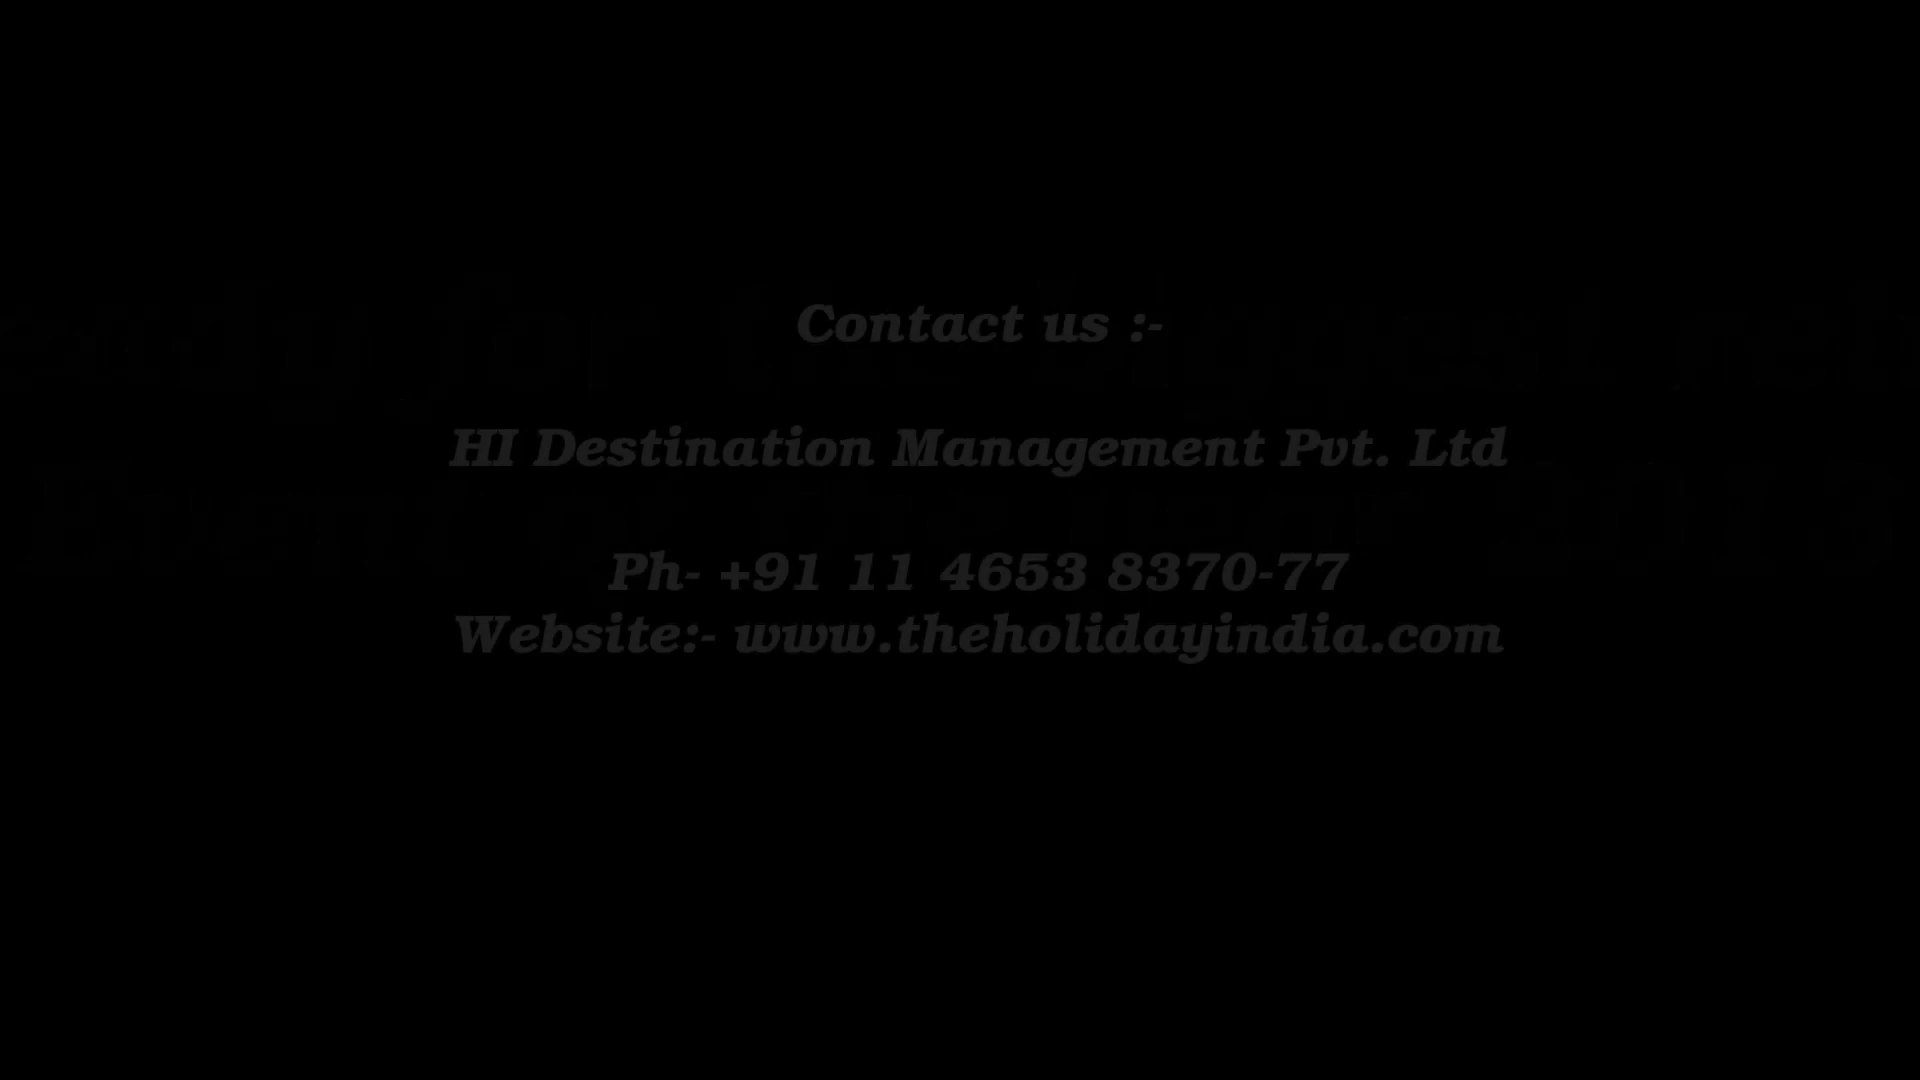 Contact us :-
HI Destination Management Pvt. Ltd
Ph- +91 11 4653 8370-77
Website:- www.theholidayindia.com